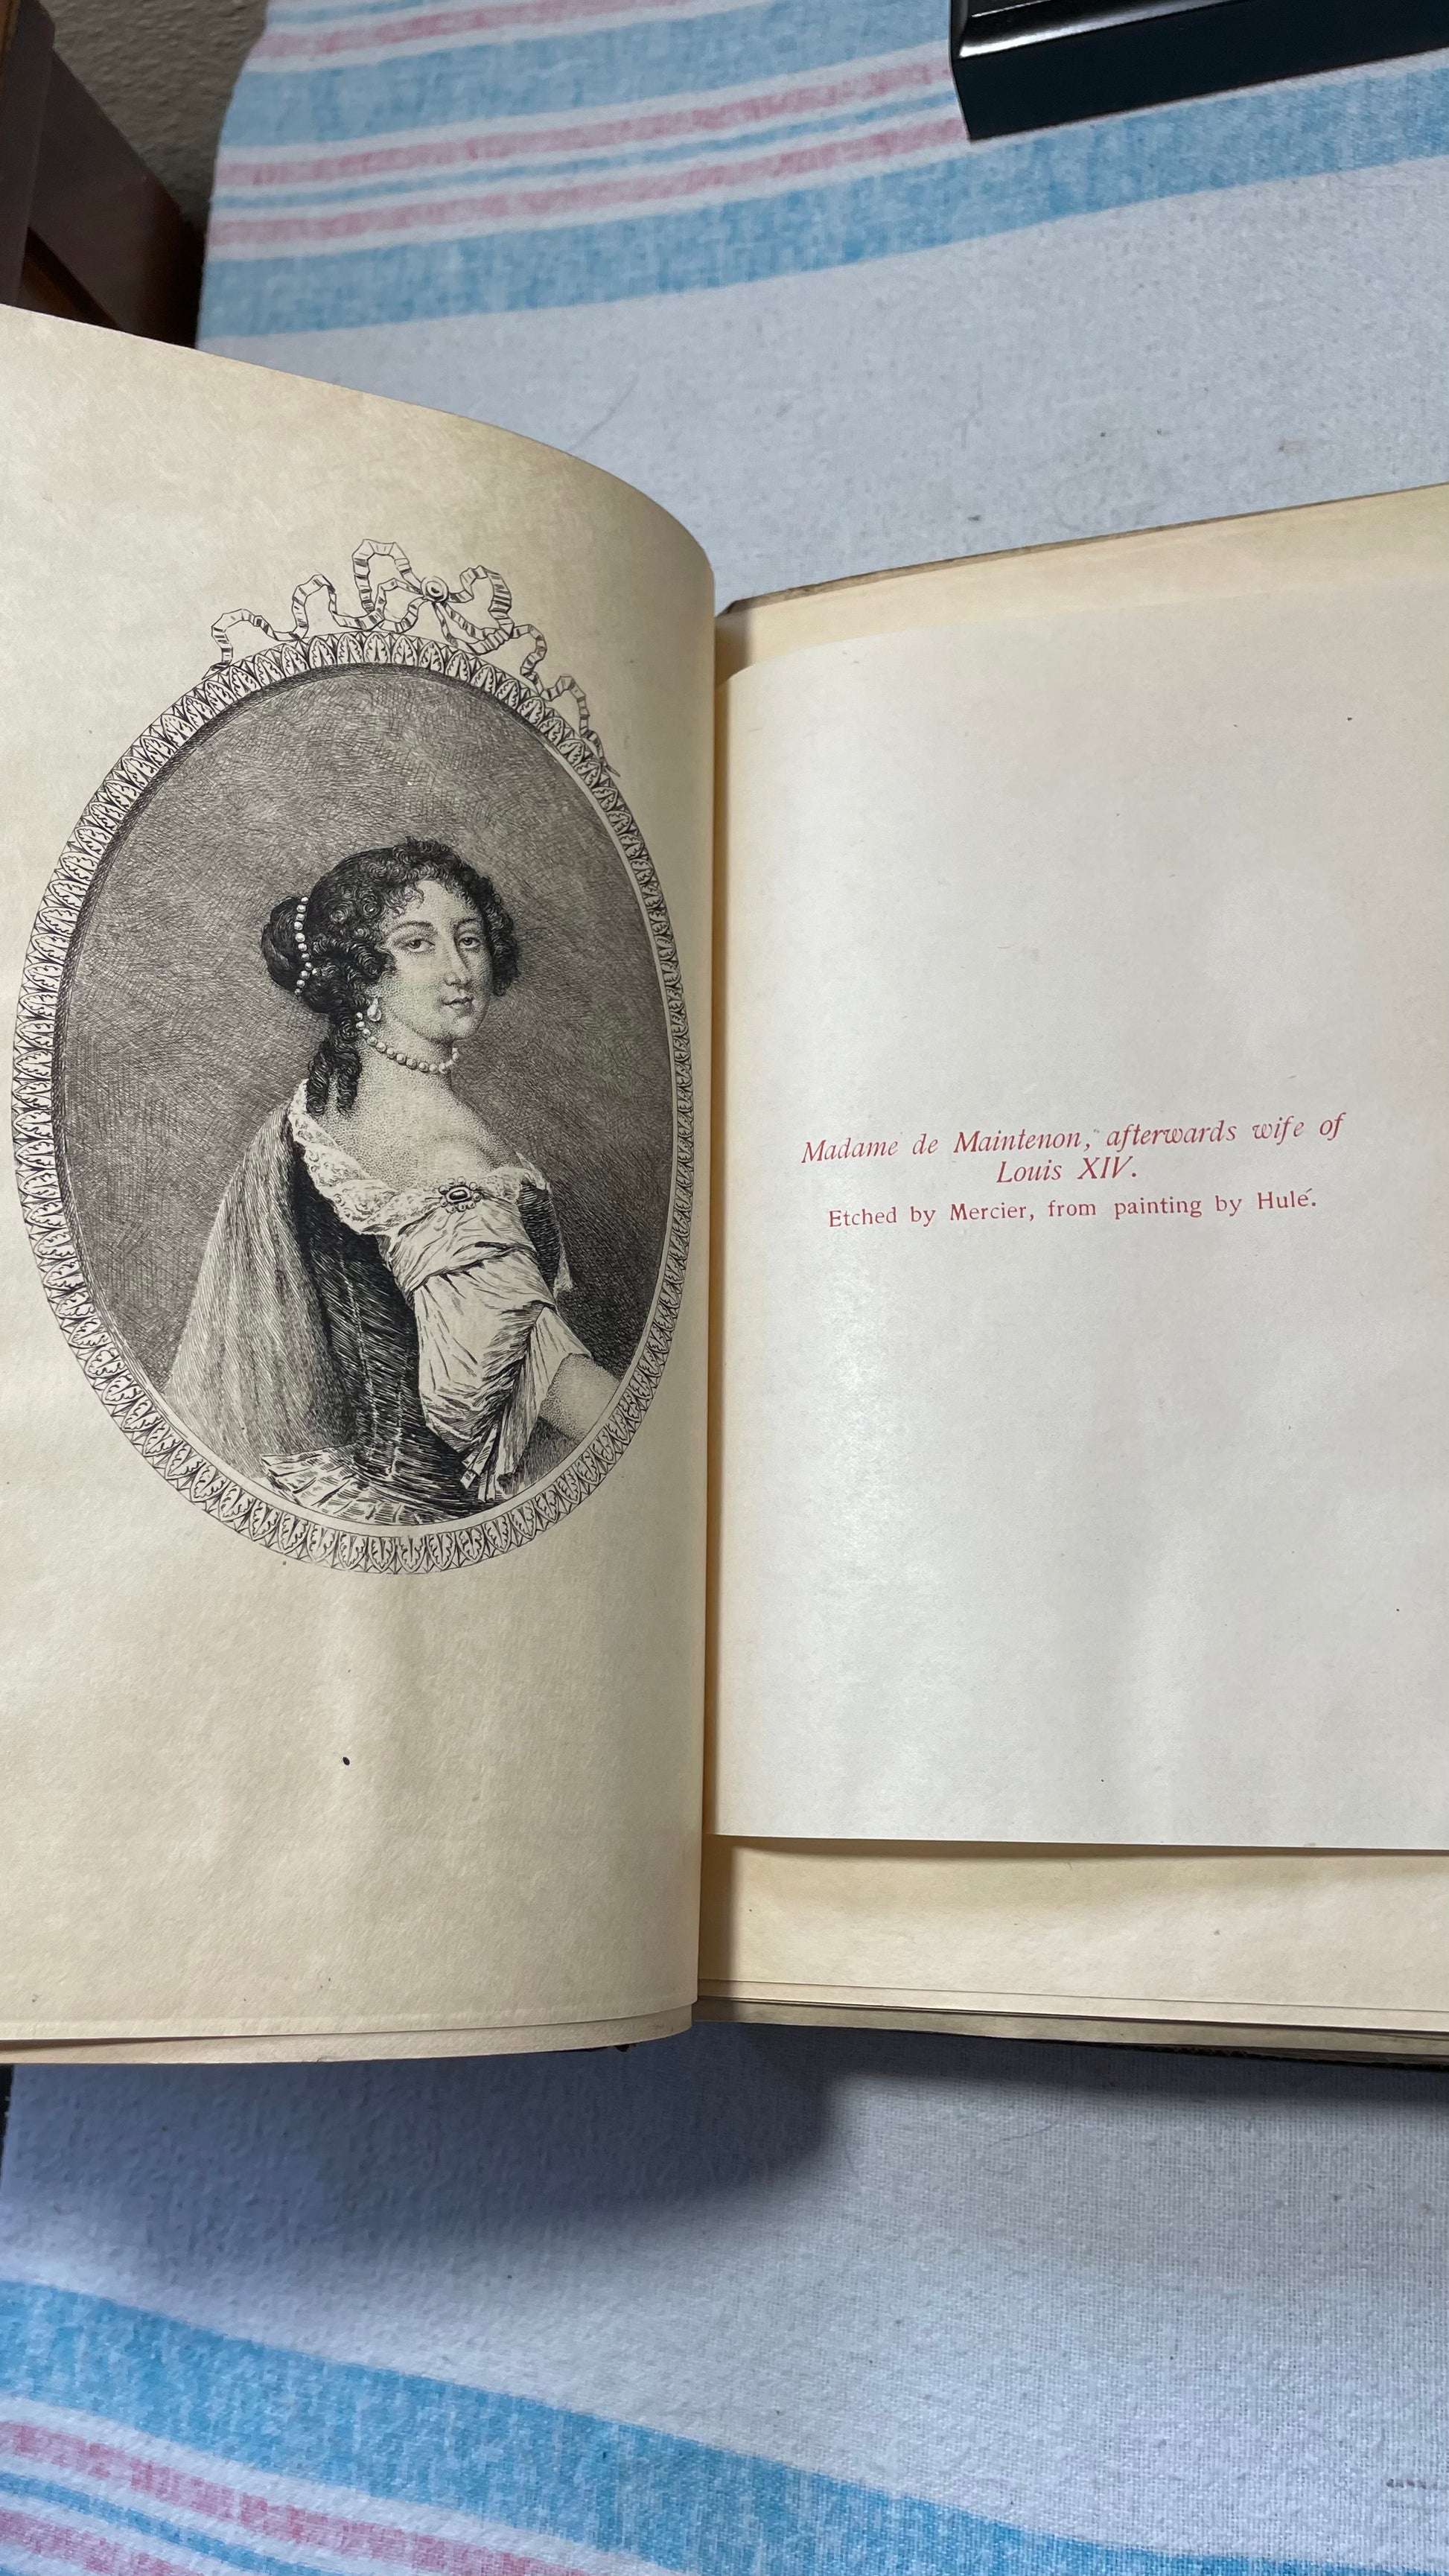 Madame de Maintenon, afterwards wife of
Louis XIV.
Etched by Mercier, from painting by Hulé.